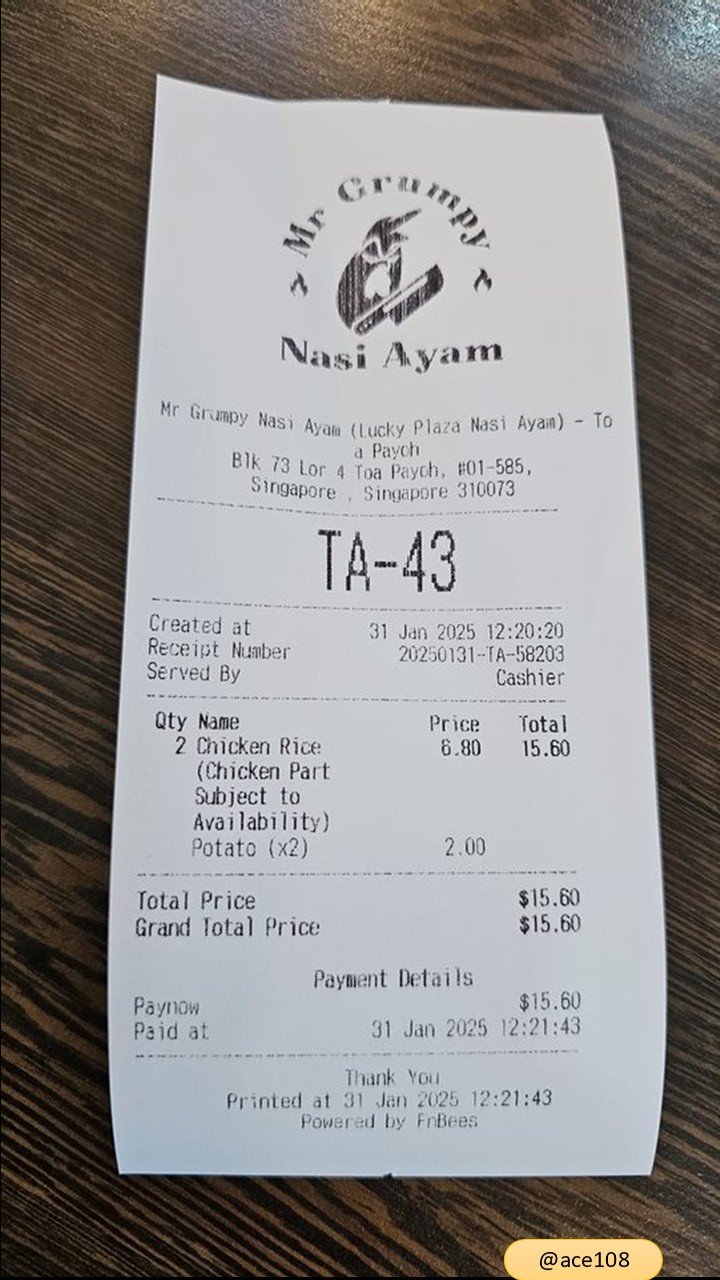 Mr Grumpy
Nasi Ayam
Mr Grumpy Nasi Ayam (Lucky Plaza Nasi Ayam) - To
a Payoh
Blk 73 Lor 4 Toa Payoh, #01-585,
Singapore , Singapore 310073
TA-43
Created at 31 Jan 2025 12:20:20
Receipt Number 20250131-TA-58203
Served By Cashier
Qty Name Price Total
2 Chicken Rice 6.80 15.60
(Chicken Part
Subject to
Availability)
Potato (x2) 2.00
Total Price $15.60
Grand Total Price $15.60
Payment Details
Paynow $15.60
Paid at 31 Jan 2025 12:21:43
Thank You
Printed at 31 Jan 2025 12:21:43
Powered by FnBees
@ace108